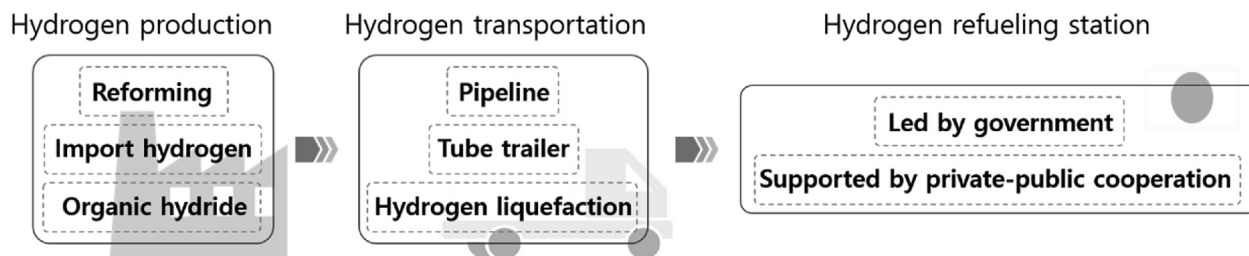 Hydrogen production
Reforming
Import hydrogen
Organic hydride
Hydrogen transportation
Pipeline
Tube trailer
Hydrogen liquefaction
Hydrogen refueling station
Led by government
Supported by private-public cooperation